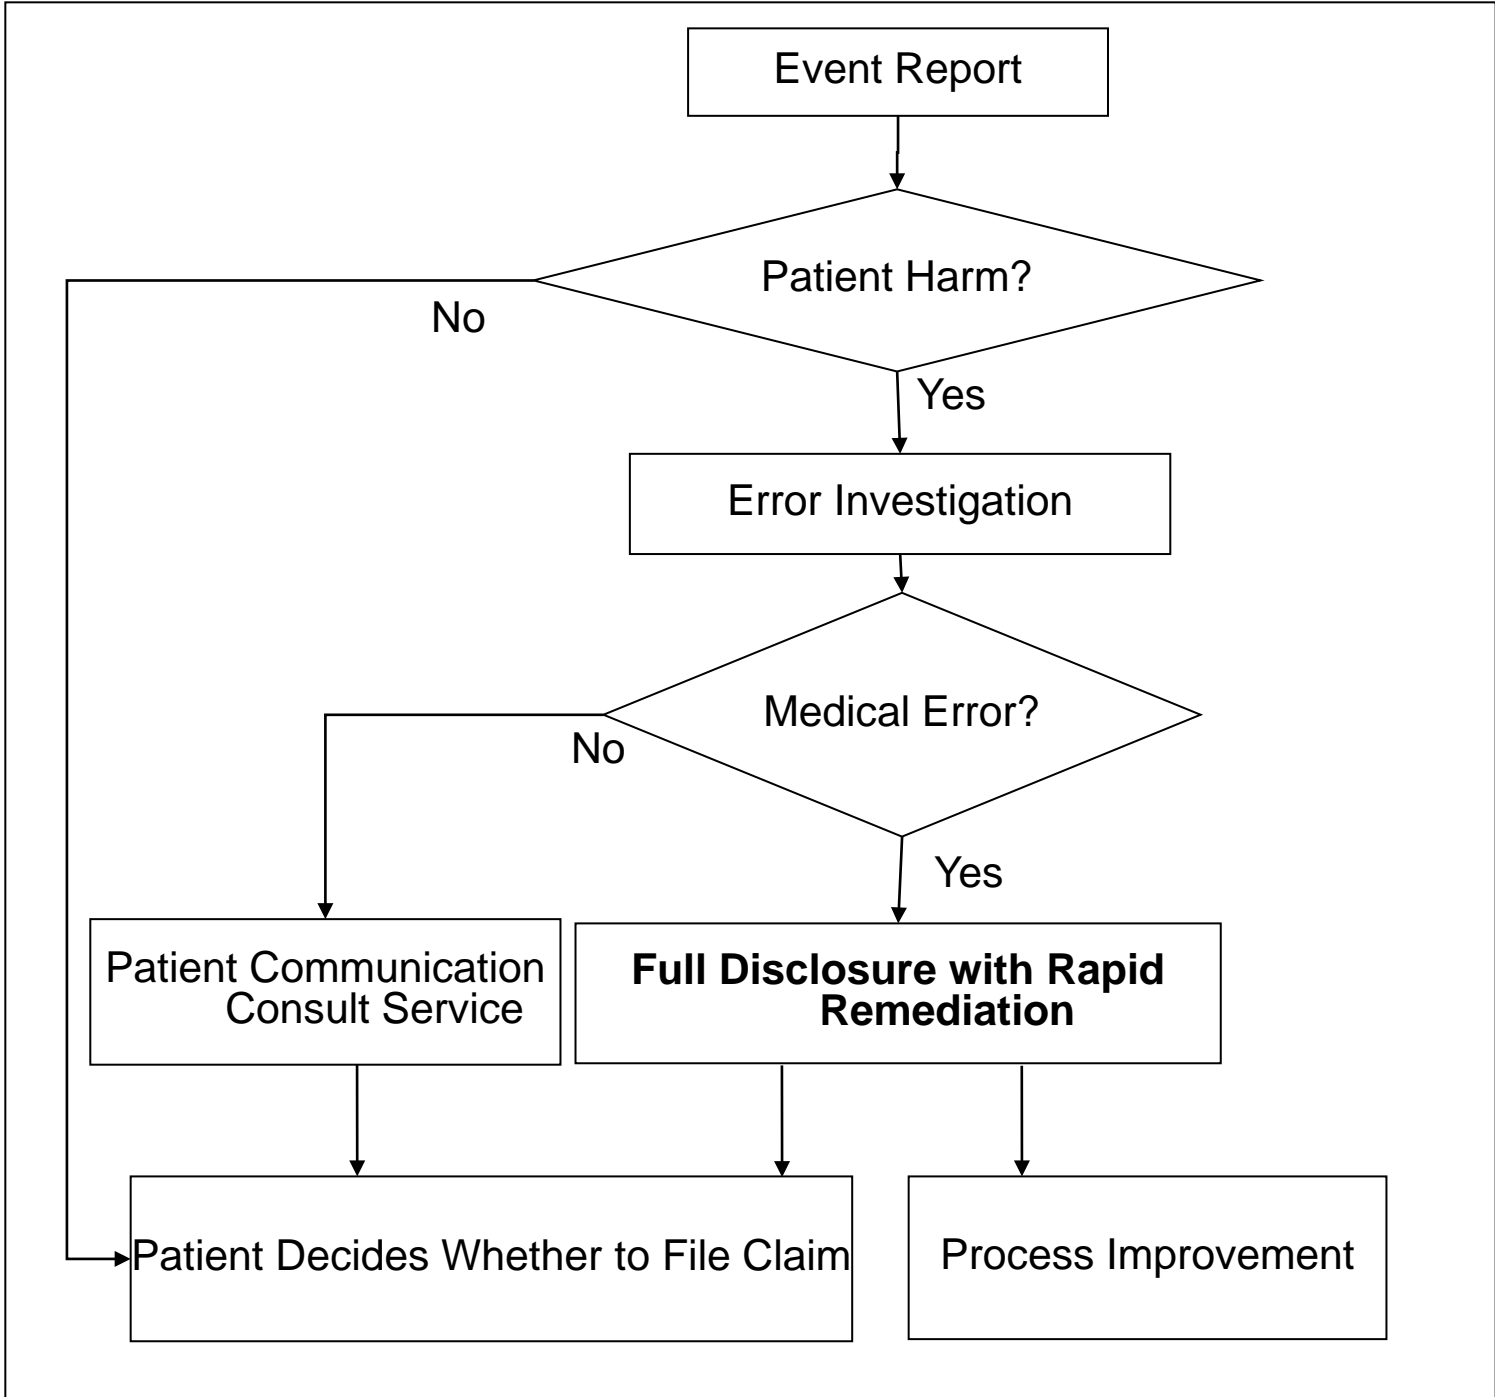 Event Report
Patient Harm?
No
Yes
Error Investigation
Medical Error?
No
Yes
Patient Communication
Consult Service
Full Disclosure with Rapid
Remediation
Patient Decides Whether to File Claim
Process Improvement